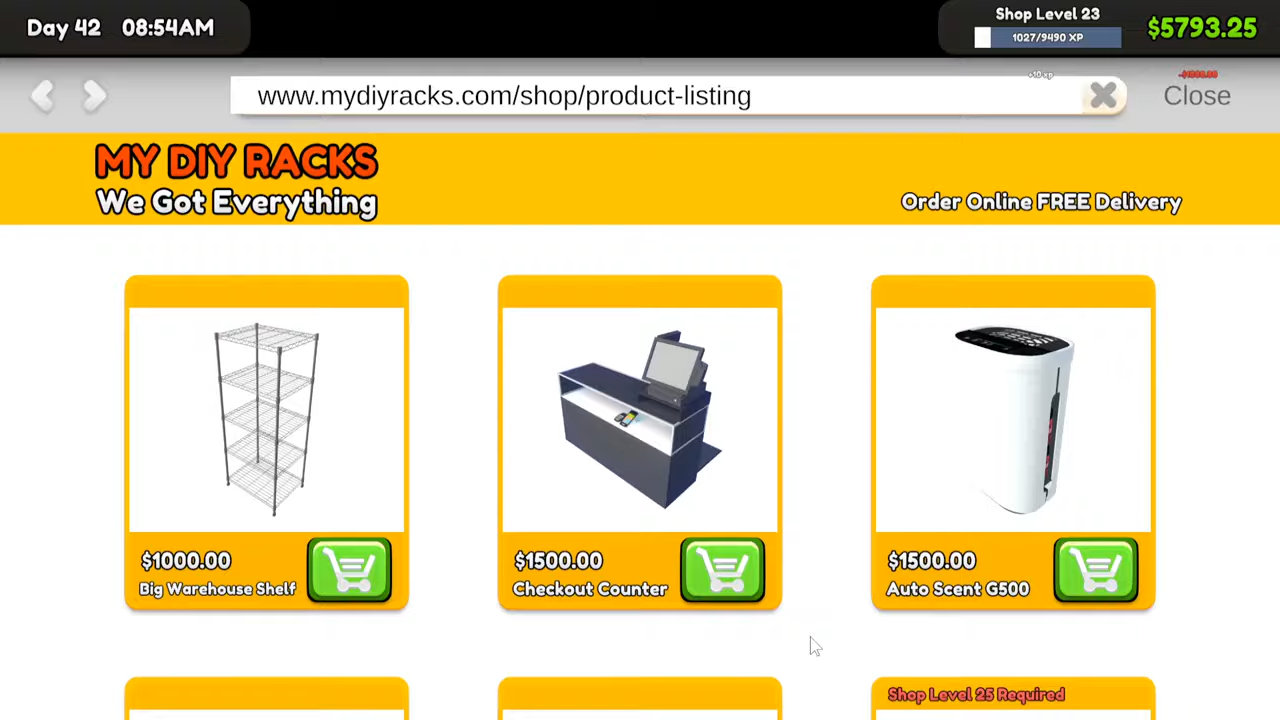 Day 42 08:54AM
Shop Level 23
1027/9490 XP
$5793.25
+10 xp
www.mydiyracks.com/shop/product-listing
Close
MY DIY RACKS
We Got Everything
Order Online FREE Delivery
$1000.00
Big Warehouse Shelf
$1500.00
Checkout Counter
$1500.00
Auto Scent G500
Shop Level 25 Required